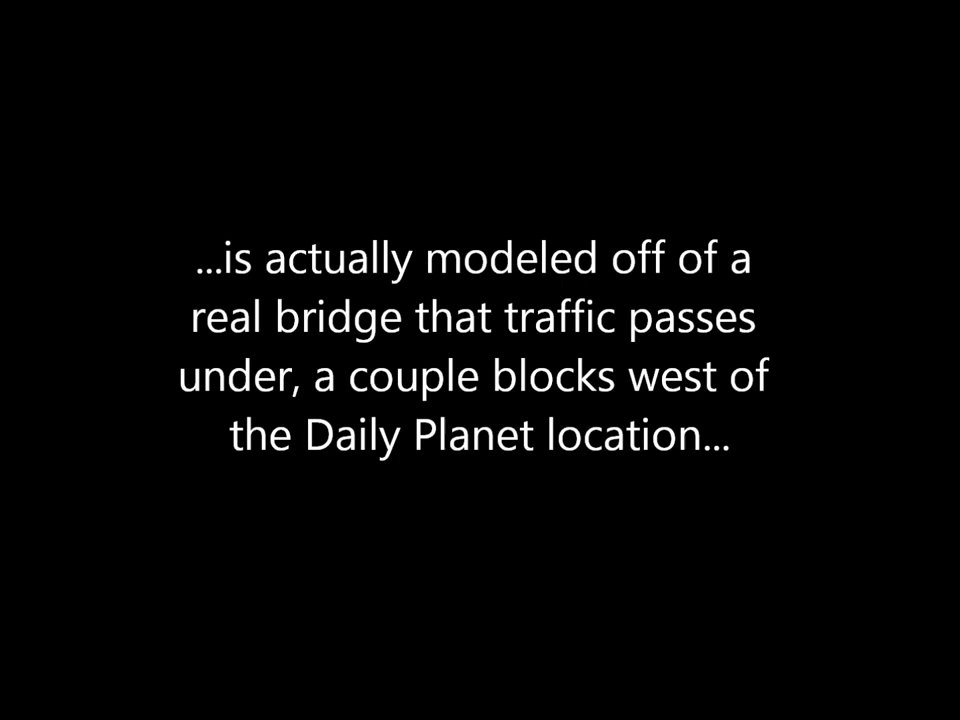 ...is actually modeled off of a
real bridge that traffic passes
under, a couple blocks west of
the Daily Planet location...